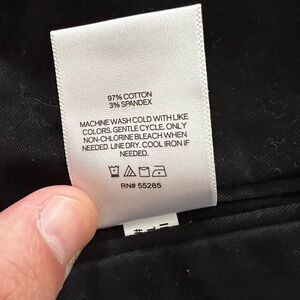 97% COTTON
3% SPANDEX
MACHINE WASH COLD WITH LIKE
COLORS. GENTLE CYCLE. ONLY
NON-CHLORINE BLEACH WHEN
NEEDED. LINE DRY. COOL IRON IF
NEEDED.
RN# 55285